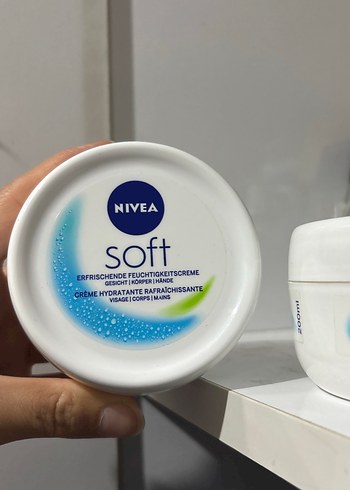 NIVEA
soft
ERFRISCHENDE FEUCHTIGKEITSCREME
GESICHT | KÖRPER | HÄNDE
CRÈME HYDRATANTE RAFRAÎCHISSANTE
VISAGE | CORPS | MAINS
200ml